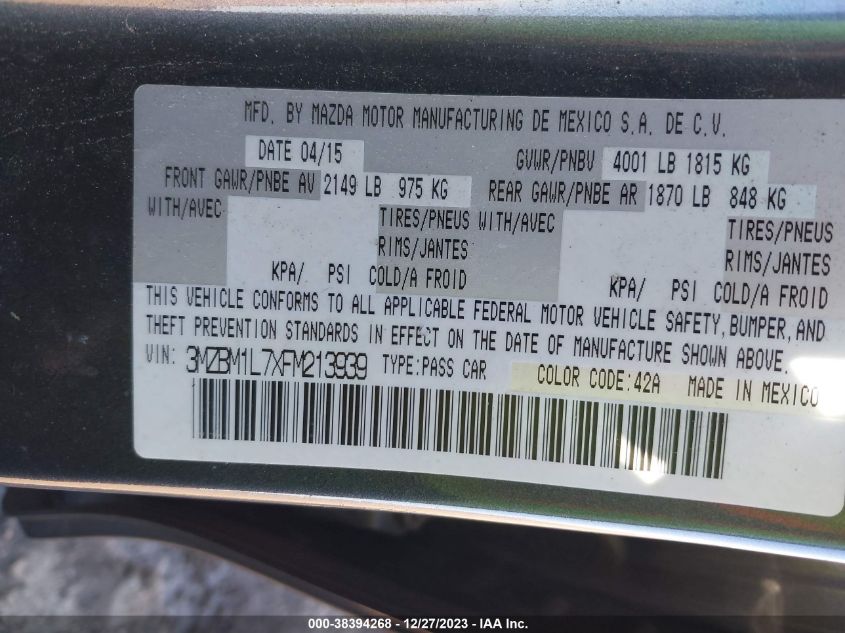 MFD. BY MAZDA MOTOR MANUFACTURING DE MEXICO S.A. DE C.V.
DATE 04/15 GVWR/PNBV 4001 LB 1815 KG
FRONT GAWR/PNBE AV 2149 LB 975 KG REAR GAWR/PNBE AR 1870 LB 848 KG
WITH/AVEC TIRES/PNEUS WITH/AVEC TIRES/PNEUS
RIMS/JANTES RIMS/JANTES
KPA/ PSI COLD/A FROID KPA/ PSI COLD/A FROID
THIS VEHICLE CONFORMS TO ALL APPLICABLE FEDERAL MOTOR VEHICLE SAFETY, BUMPER, AND
THEFT PREVENTION STANDARDS IN EFFECT ON THE DATE OF MANUFACTURE SHOWN ABOVE.
VIN: 3MZBM1L7XFM213939 TYPE:PASS CAR COLOR CODE:42A MADE IN MEXICO
000-38394268 - 12/27/2023 - IAA Inc.